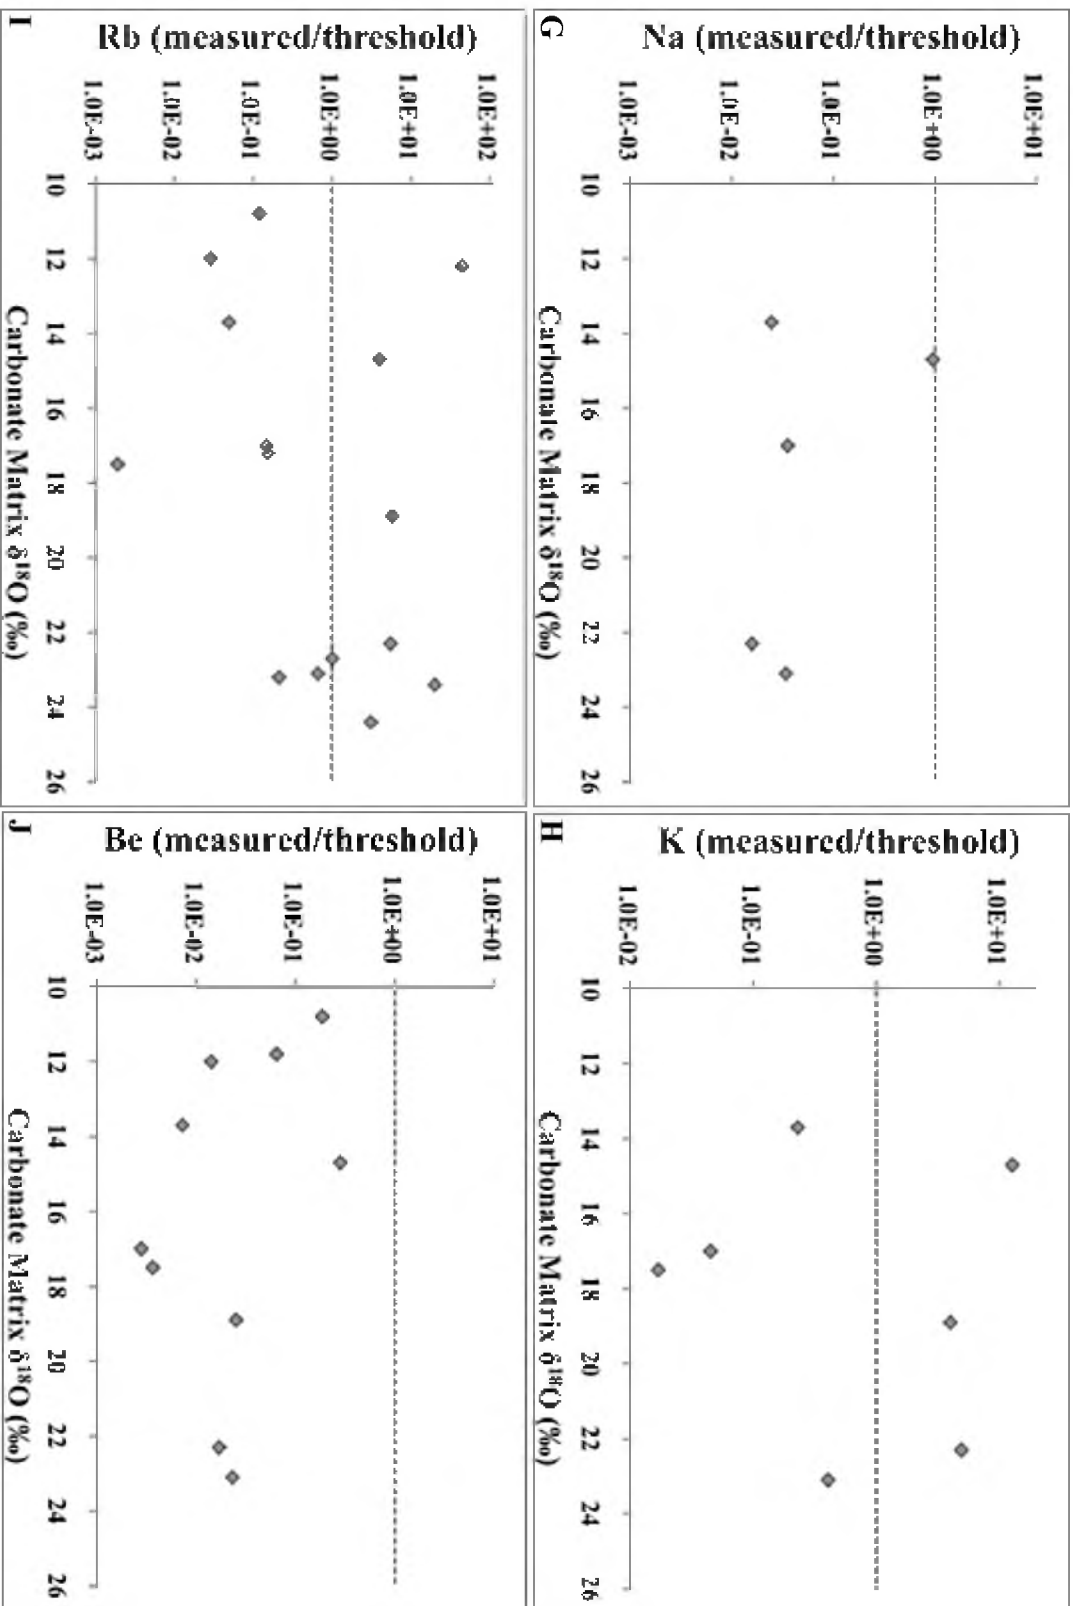 G
Na (measured/threshold)
1.0E+01
1.0E+00
1.0E-01
1.0E-02
1.0E-03
10 12 14 16 18 20 22 24 26
Carbonate Matrix δ¹⁸O (‰)
H
K (measured/threshold)
1.0E+01
1.0E+00
1.0E-01
1.0E-02
10 12 14 16 18 20 22 24 26
Carbonate Matrix δ¹⁸O (‰)
I
Rb (measured/threshold)
1.0E+02
1.0E+01
1.0E+00
1.0E-01
1.0E-02
1.0E-03
10 12 14 16 18 20 22 24 26
Carbonate Matrix δ¹⁸O (‰)
J
Be (measured/threshold)
1.0E+01
1.0E+00
1.0E-01
1.0E-02
1.0E-03
10 12 14 16 18 20 22 24 26
Carbonate Matrix δ¹⁸O (‰)